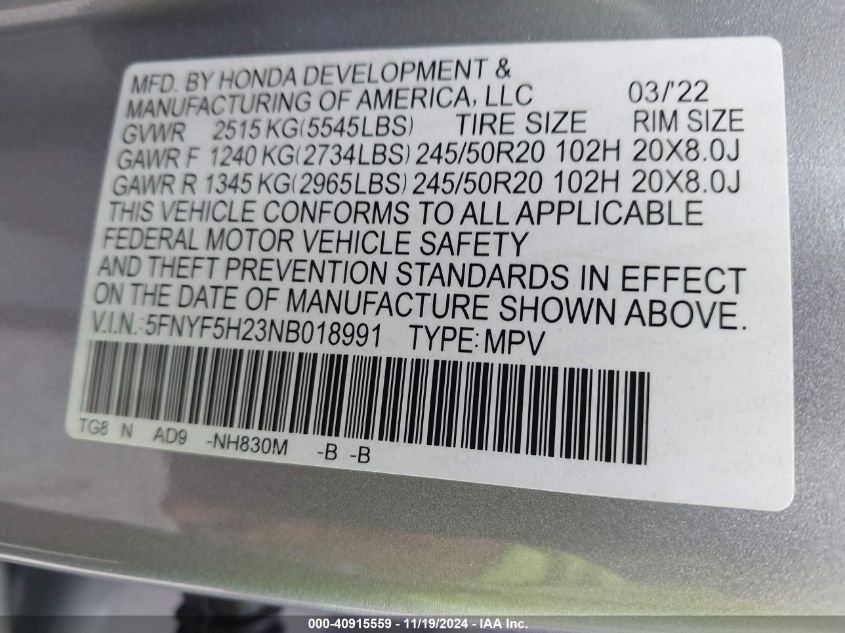 MFD. BY HONDA DEVELOPMENT &
MANUFACTURING OF AMERICA, LLC 03/'22
GVWR 2515 KG(5545LBS) TIRE SIZE RIM SIZE
GAWR F 1240 KG(2734LBS) 245/50R20 102H 20X8.0J
GAWR R 1345 KG(2965LBS) 245/50R20 102H 20X8.0J
THIS VEHICLE CONFORMS TO ALL APPLICABLE
FEDERAL MOTOR VEHICLE SAFETY
AND THEFT PREVENTION STANDARDS IN EFFECT
ON THE DATE OF MANUFACTURE SHOWN ABOVE.
V.I.N.: 5FNYF5H23NB018991 TYPE: MPV
TG8 N AD9 -NH830M -B -B
000-40915559 - 11/19/2024 - IAA Inc.